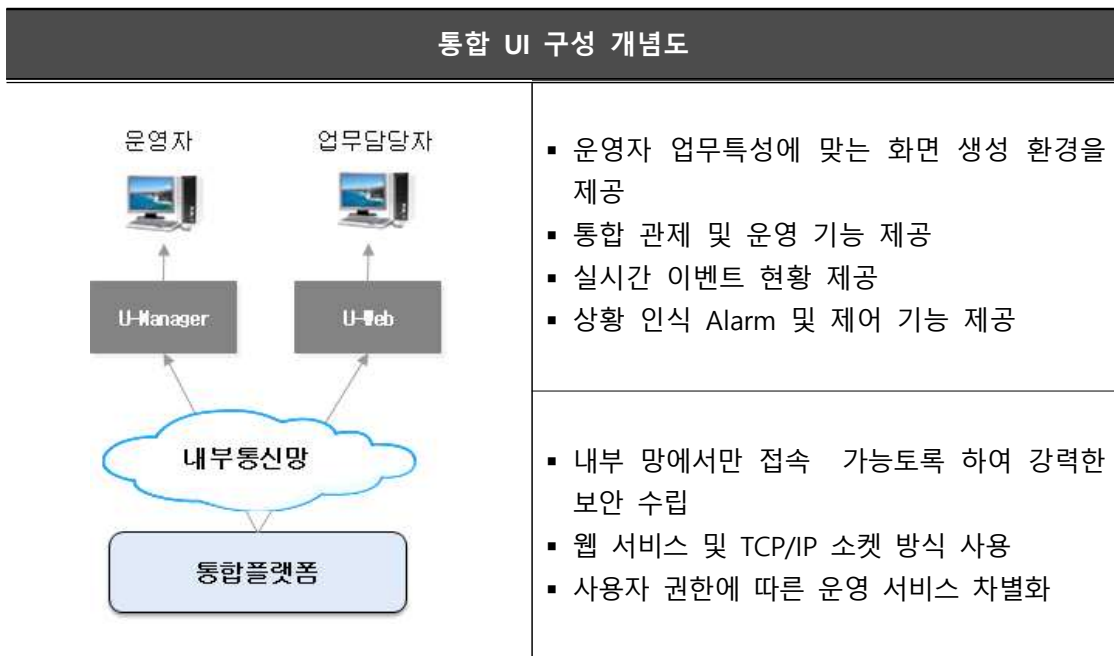 통합 UI 구성 개념도
운영자 업무담당자
U-Manager U-Web
내부통신망
통합플랫폼
▪ 운영자 업무특성에 맞는 화면 생성 환경을
제공
▪ 통합 관제 및 운영 기능 제공
▪ 실시간 이벤트 현황 제공
▪ 상황 인식 Alarm 및 제어 기능 제공
▪ 내부 망에서만 접속 가능토록 하여 강력한
보안 수립
▪ 웹 서비스 및 TCP/IP 소켓 방식 사용
▪ 사용자 권한에 따른 운영 서비스 차별화